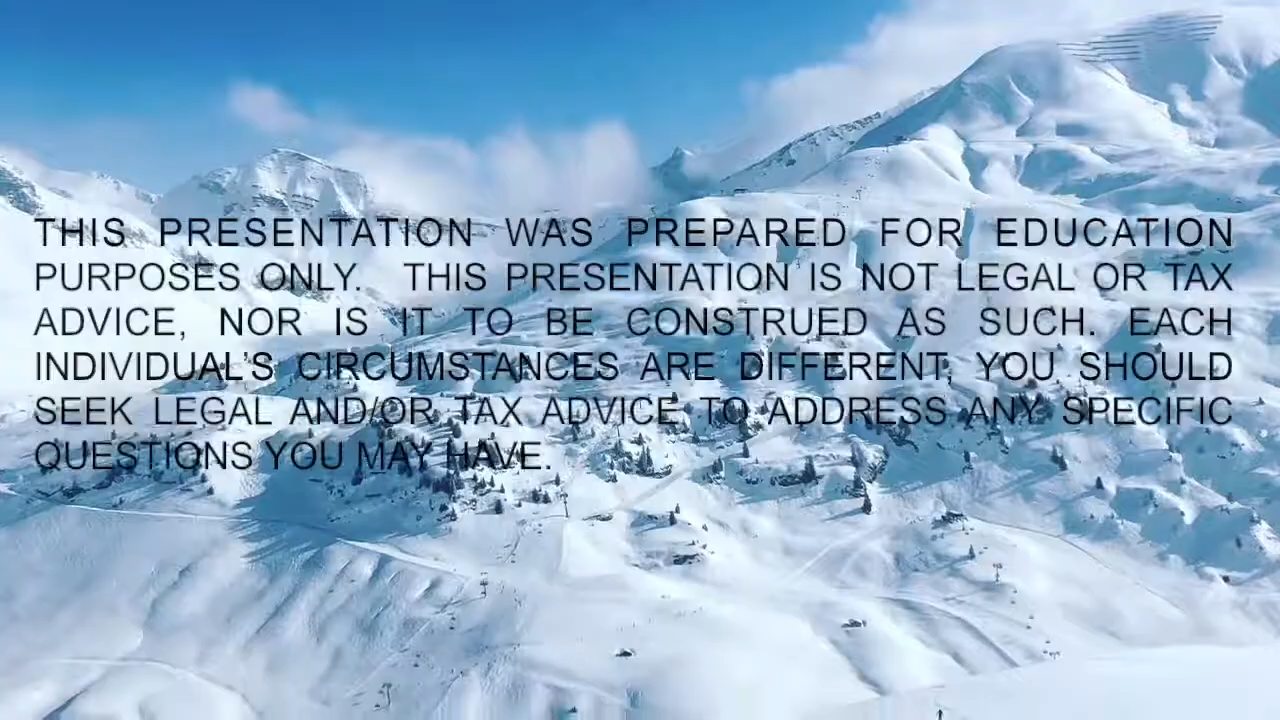 THIS PRESENTATION WAS PREPARED FOR EDUCATION
PURPOSES ONLY. THIS PRESENTATION IS NOT LEGAL OR TAX
ADVICE, NOR IS IT TO BE CONSTRUED AS SUCH. EACH
INDIVIDUAL'S CIRCUMSTANCES ARE DIFFERENT, YOU SHOULD
SEEK LEGAL AND/OR TAX ADVICE TO ADDRESS ANY SPECIFIC
QUESTIONS YOU MAY HAVE.